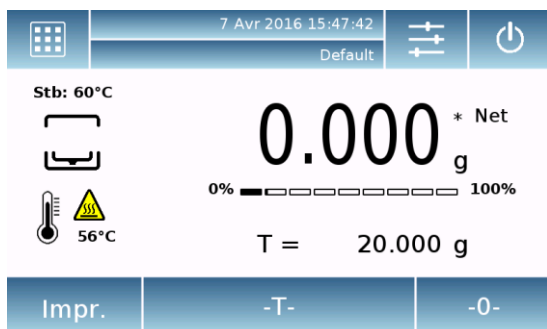 7 Avr 2016 15:47:42
Default
Stb: 60°C
0.000 * Net
g
0% 100%
56°C
T = 20.000 g
Impr. -T- -0-